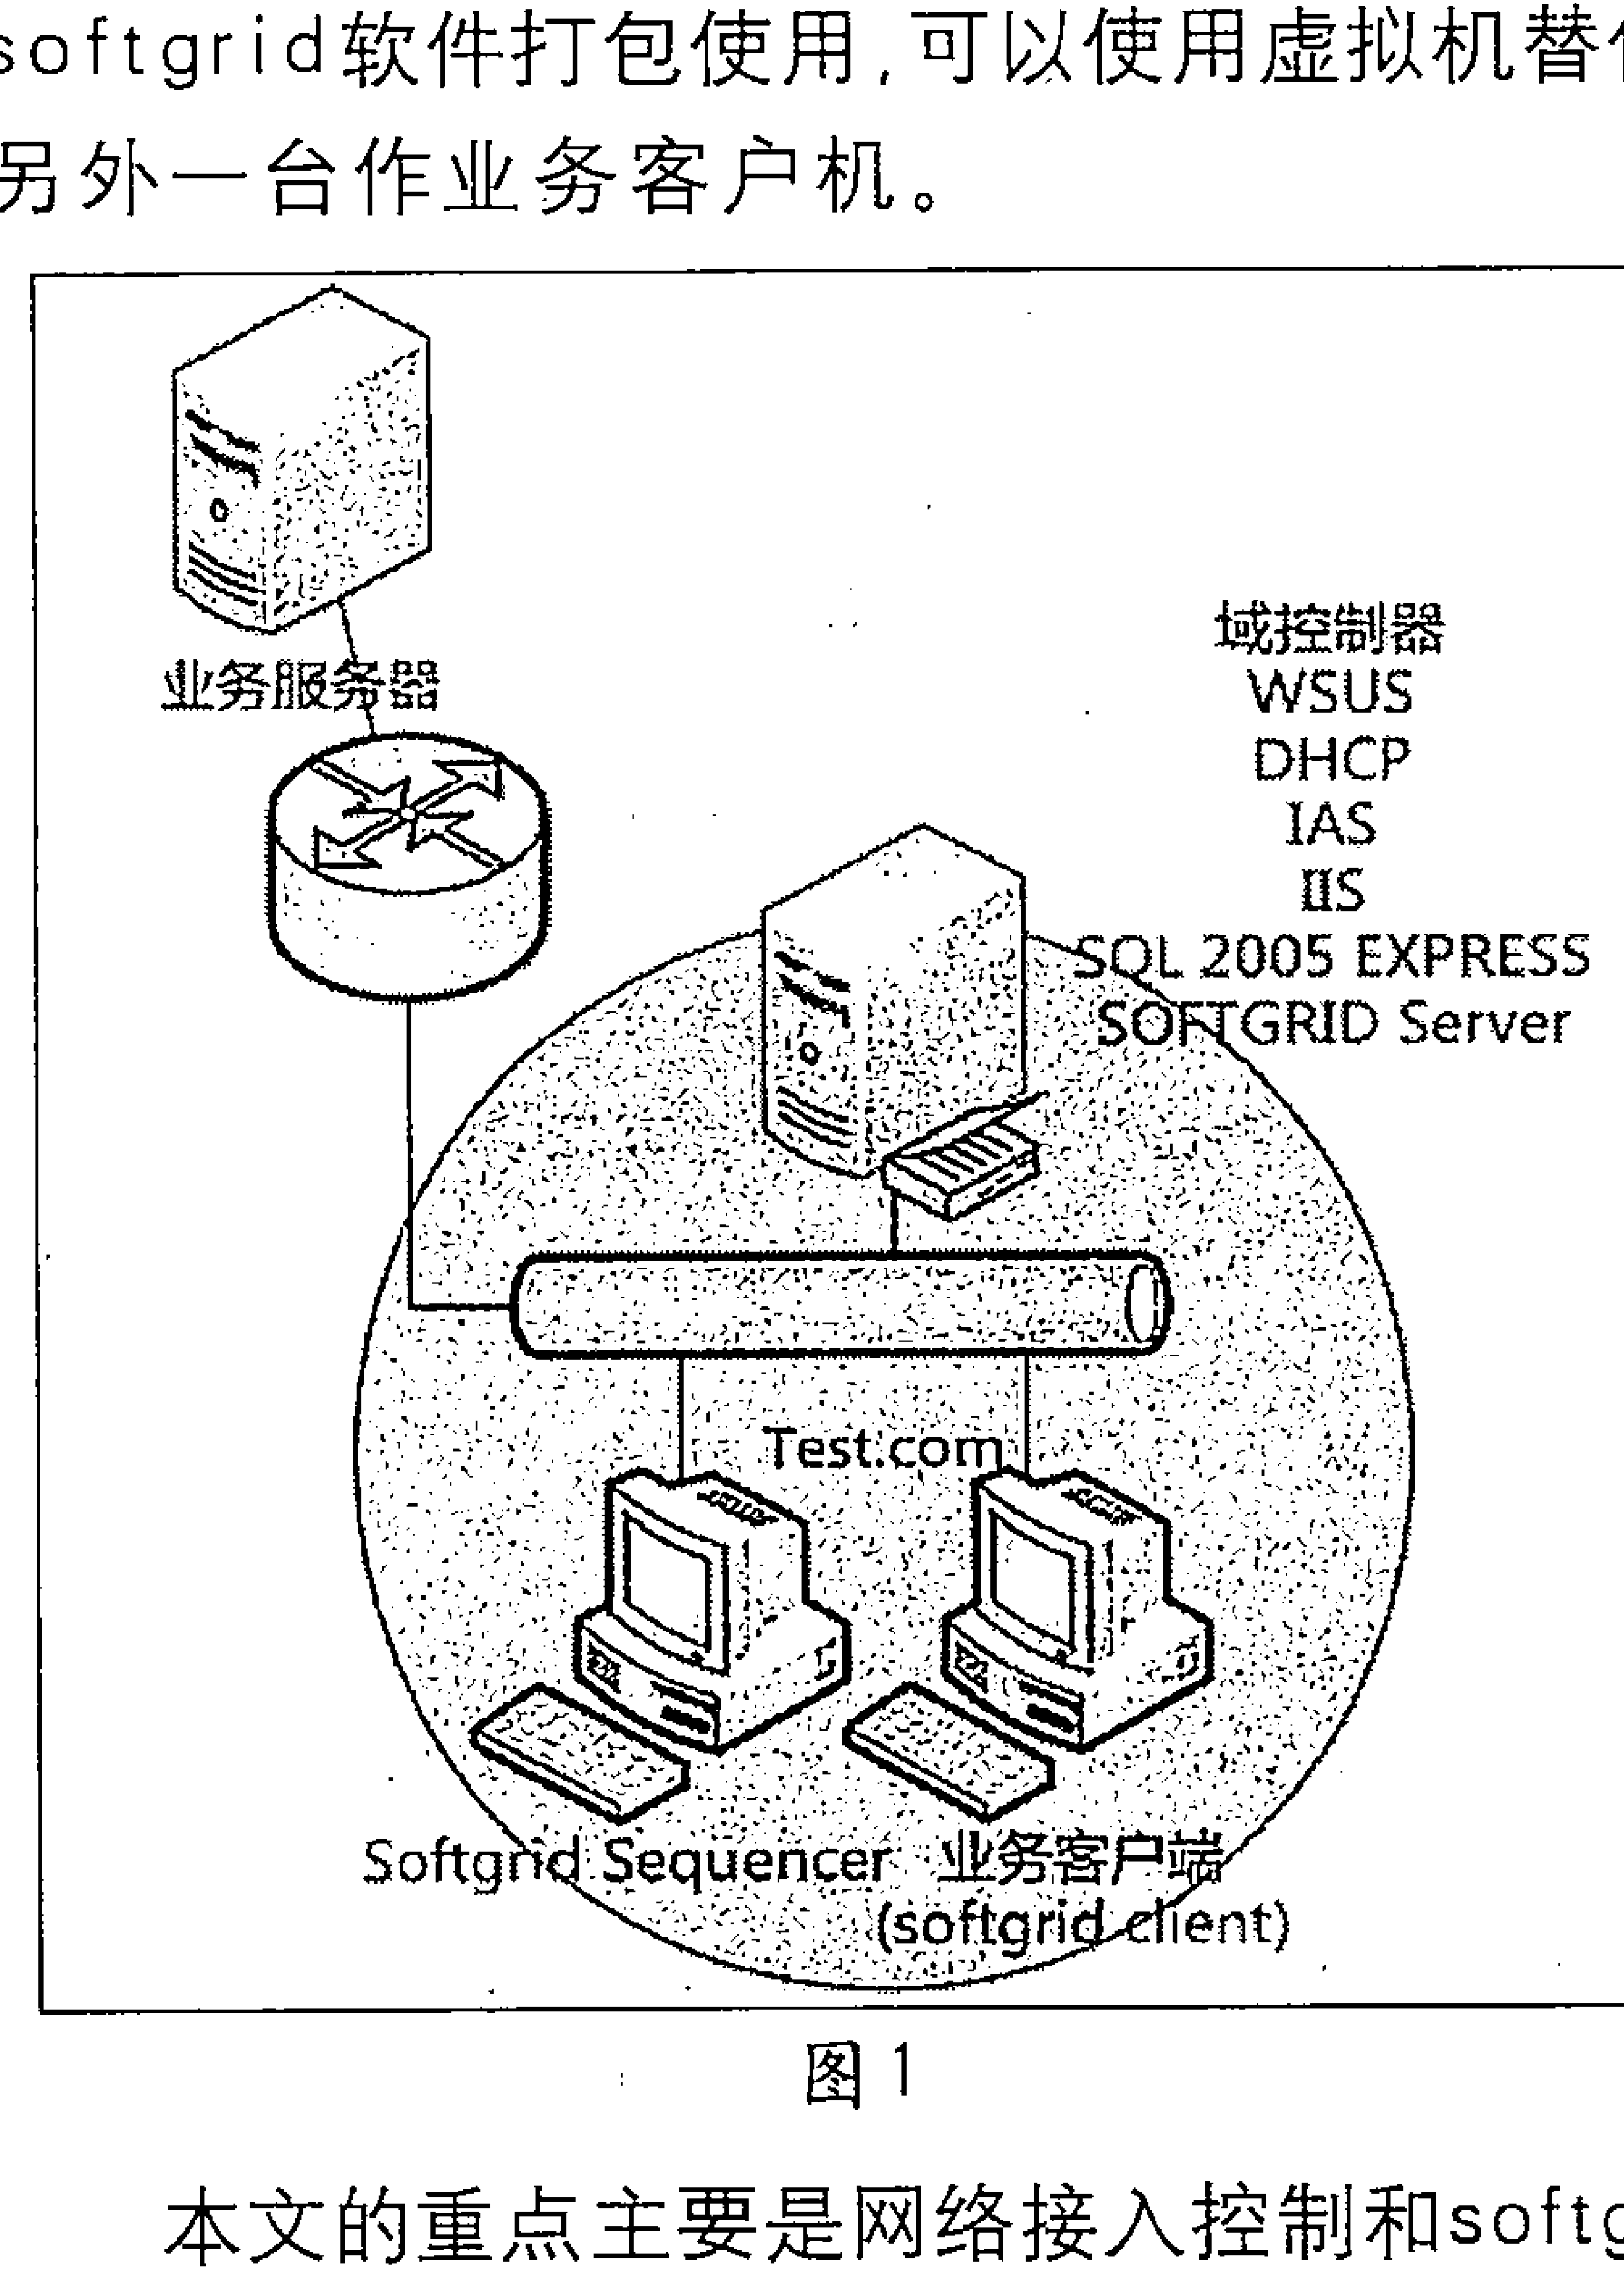 softgrid软件打包使用,可以使用虚拟机替
另外一台作业务客户机。
业务服务器
域控制器
WSUS
DHCP
IAS
IIS
SQL 2005 EXPRESS
SOFTGRID Server
Test.com
Softgrid Sequencer
业务客户端
(softgrid client)
图1
本文的重点主要是网络接入控制和softg